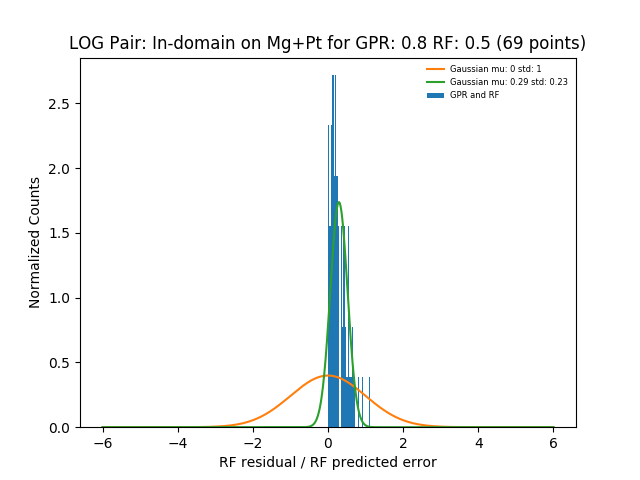 LOG Pair: In-domain on Mg+Pt for GPR: 0.8 RF: 0.5 (69 points)
Gaussian mu: 0 std: 1
Gaussian mu: 0.29 std: 0.23
GPR and RF
Normalized Counts
2.5
2.0
1.5
1.0
0.5
0.0
−6 −4 −2 0 2 4 6
RF residual / RF predicted error